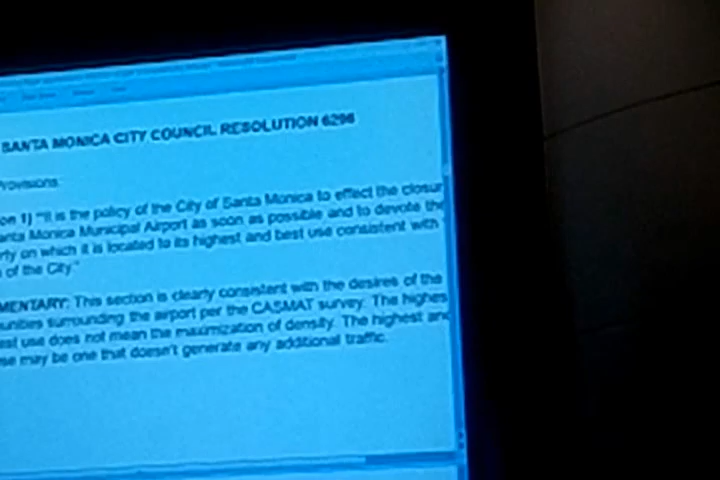 SANTA MONICA CITY COUNCIL RESOLUTION 6296
rovisions
on 1) "It is the policy of the City of Santa Monica to effect the closur
anta Monica Municipal Airport as soon as possible and to devote the
rty on which it is located to its highest and best use consistent with
of the City."
MENTARY: This section is clearly consistent with the desires of the
unities surrounding the airport per the CASMAT survey. The highes
est use does not mean the maximization of density. The highest and
se may be one that doesn't generate any additional traffic.